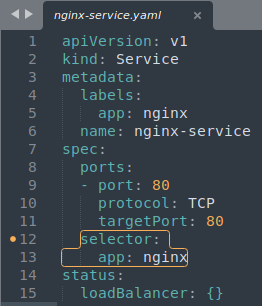 nginx-service.yaml ×
1 apiVersion: v1
2 kind: Service
3 metadata:
4   labels:
5     app: nginx
6   name: nginx-service
7 spec:
8   ports:
9   - port: 80
10     protocol: TCP
11     targetPort: 80
12   selector:
13     app: nginx
14 status:
15   loadBalancer: {}